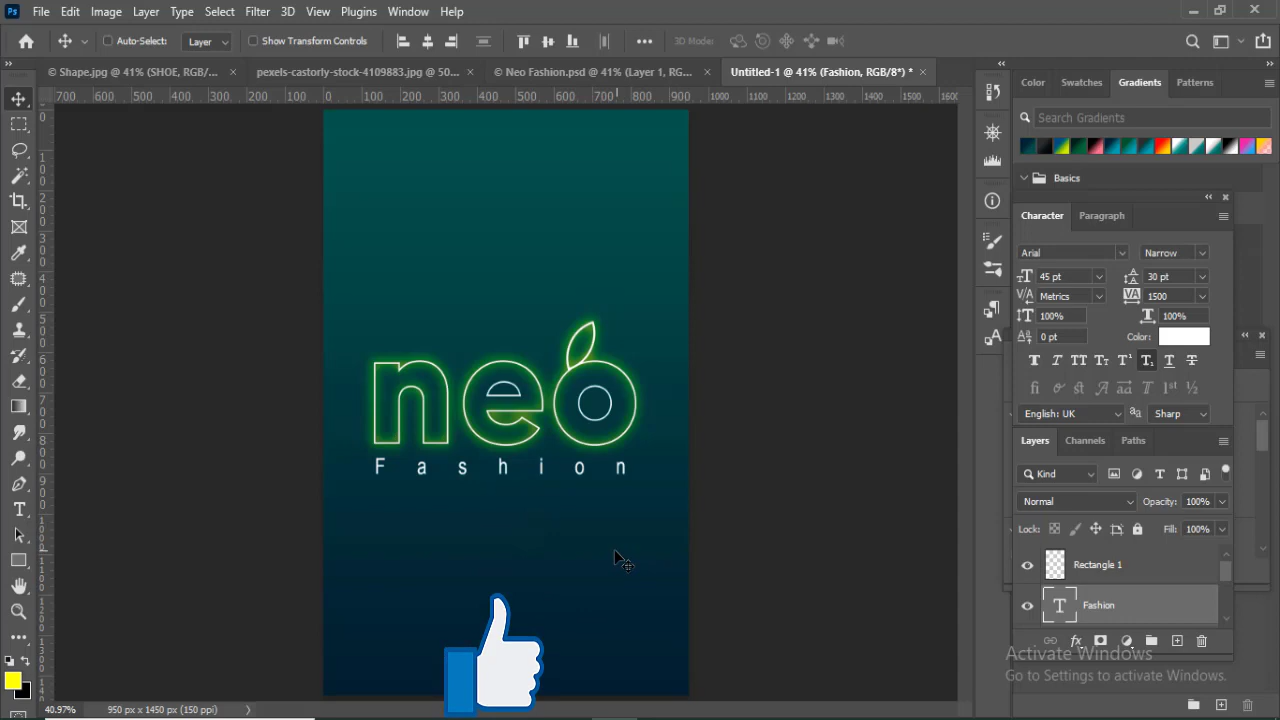 Ps File Edit Image Layer Type Select Filter 3D View Plugins Window Help
Auto-Select: Layer Show Transform Controls 3D Mode:
© Shape.jpg @ 41% (SHOE, RGB/... × pexels-castorly-stock-4109883.jpg @ 50... × © Neo Fashion.psd @ 41% (Layer 1, RG... × Untitled-1 @ 41% (Fashion, RGB/8*) * ×
Color Swatches Gradients Patterns
700 600 500 400 300 200 100 0 100 200 300 400 500 600 700 800 900 1000 1100 1200 1300 1400 1500 1600
Search Gradients
Basics
Character Paragraph
Arial Narrow
45 pt 30 pt
Metrics 1500
100% 100%
0 pt Color:
English: UK Sharp
Layers Channels Paths
Kind
Normal Opacity: 100%
Lock: Fill: 100%
Rectangle 1
Fashion
neo
Fashion
Activate Windows
Go to Settings to activate Windows.
40.97% 950 px x 1450 px (150 ppi)